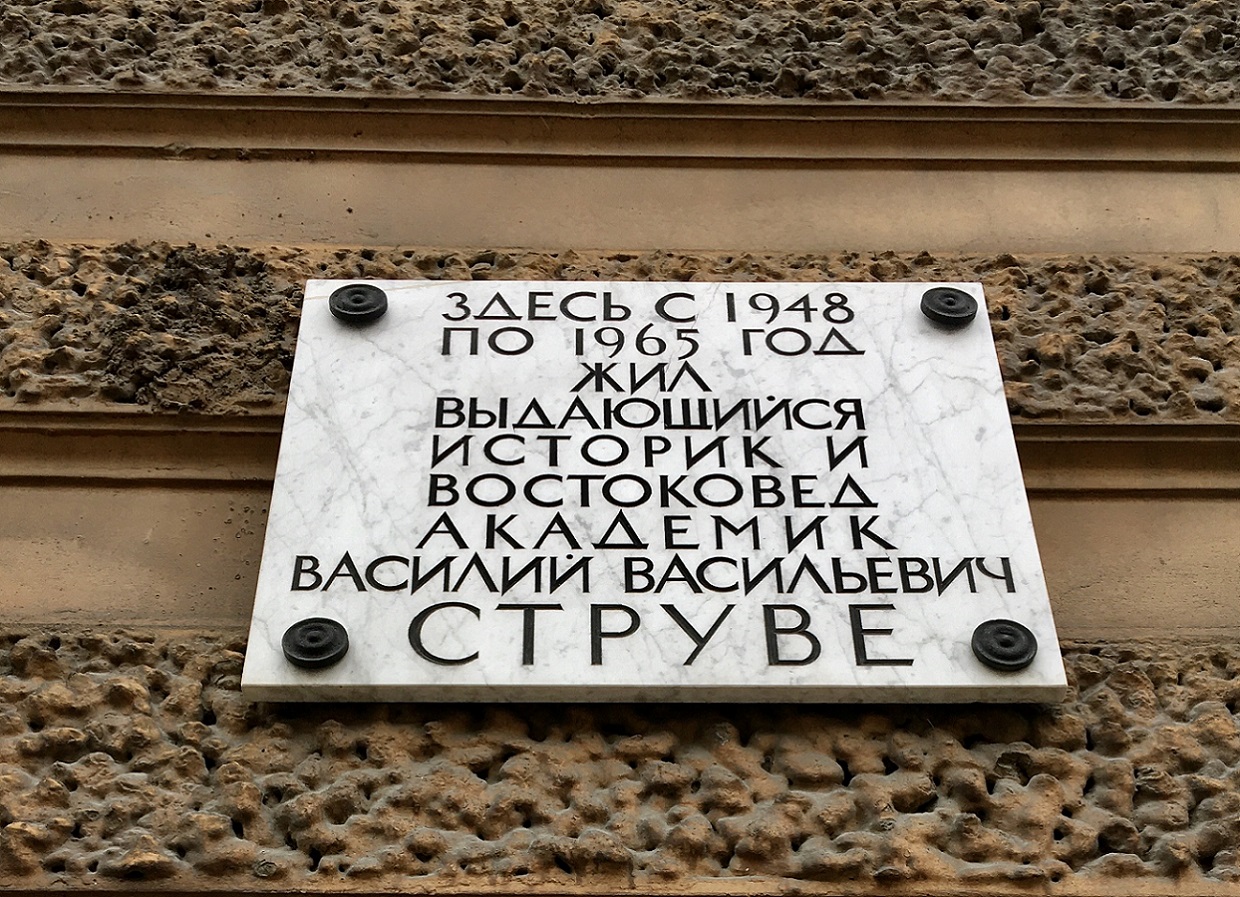 ЗДЕСЬ С 1948
ПО 1965 ГОД
ЖИЛ
ВЫДАЮЩИЙСЯ
ИСТОРИК И
ВОСТОКОВЕД
АКАДЕМИК
ВАСИЛИЙ ВАСИЛЬЕВИЧ
СТРУВЕ